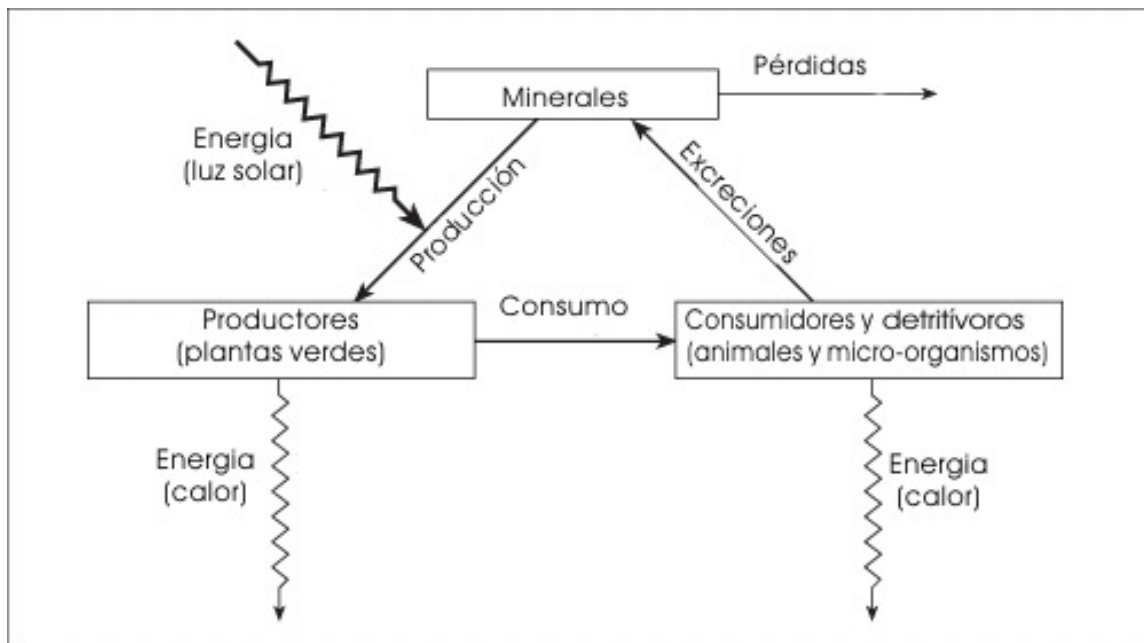 Pérdidas
Minerales
Energia
(luz solar)
Producción
Excreciones
Productores
(plantas verdes)
Consumo
Consumidores y detritívoros
(animales y micro-organismos)
Energia
(calor)
Energia
(calor)